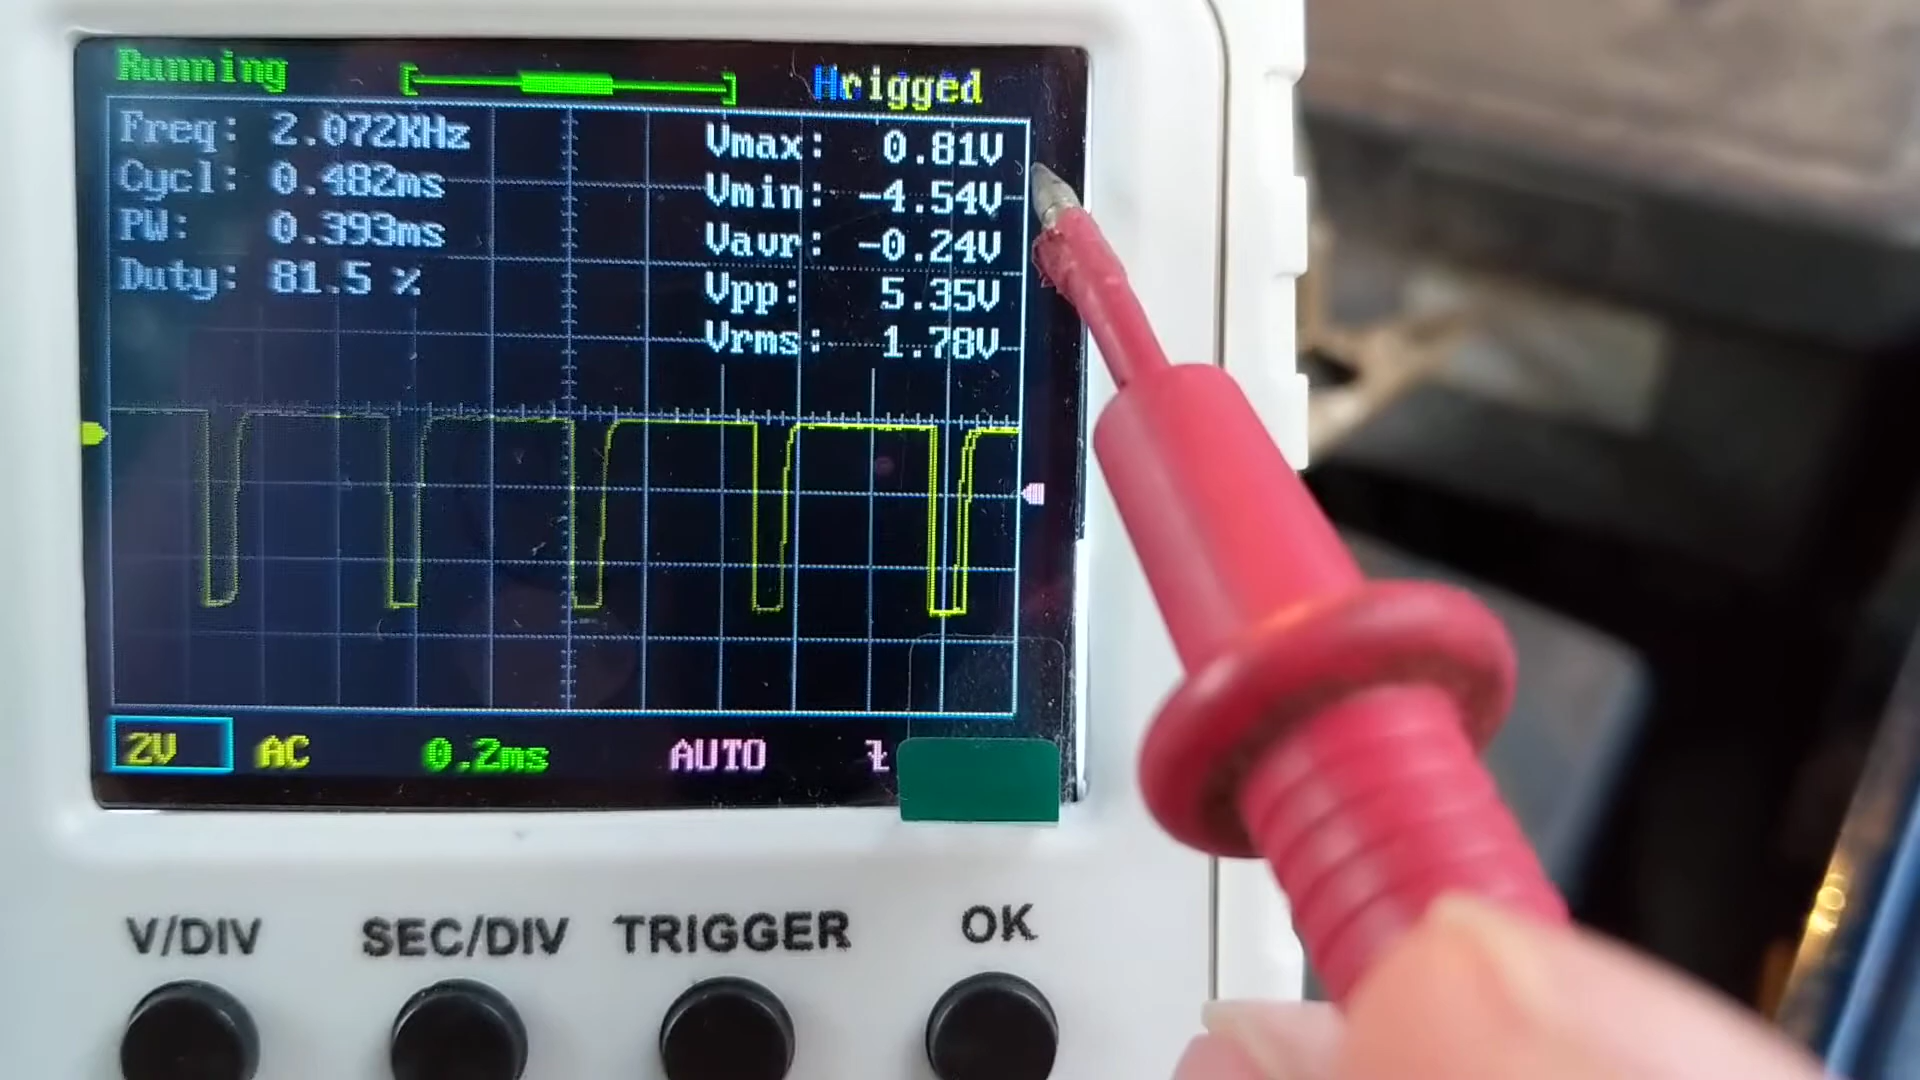 Running Hrigged
Freq: 2.072KHz
Cycl: 0.482ms
PW: 0.393ms
Duty: 81.5 %
Vmax: 0.81V
Vmin: -4.54V
Vavr: -0.24V
Vpp: 5.35V
Vrms: 1.78V
2V AC 0.2ms AUTO
V/DIV SEC/DIV TRIGGER OK